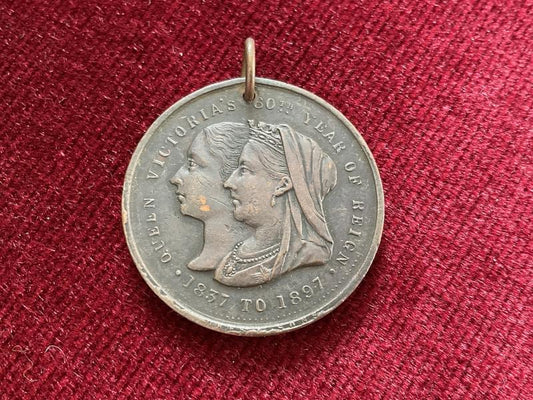 QUEEN VICTORIA'S 60TH YEAR OF REIGN
· 1837 TO 1897 ·